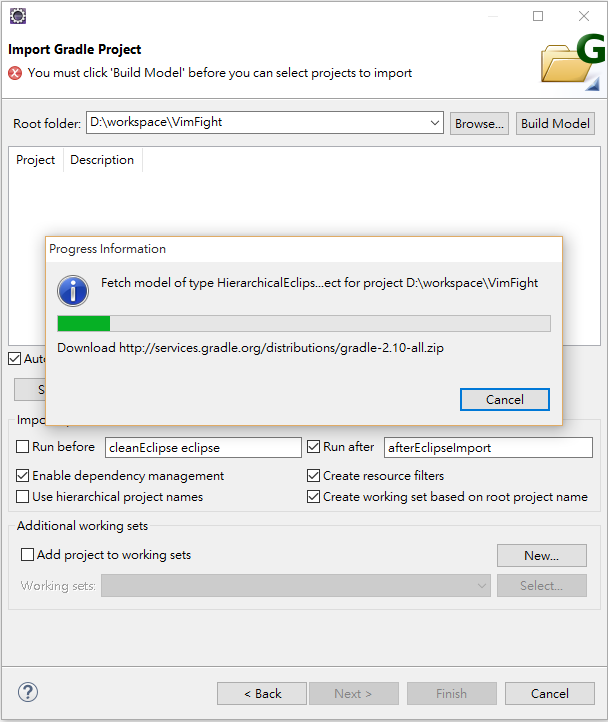 Import Gradle Project
You must click 'Build Model' before you can select projects to import
G
Root folder: D:\workspace\VimFight Browse... Build Model
Project Description
Progress Information
Fetch model of type HierarchicalEclips...ect for project D:\workspace\VimFight
i
Download http://services.gradle.org/distributions/gradle-2.10-all.zip
Cancel
Auto
S
Import
Run before cleanEclipse eclipse Run after afterEclipseImport
Enable dependency management Create resource filters
Use hierarchical project names Create working set based on root project name
Additional working sets
Add project to working sets New...
Working sets: Select...
? < Back Next > Finish Cancel